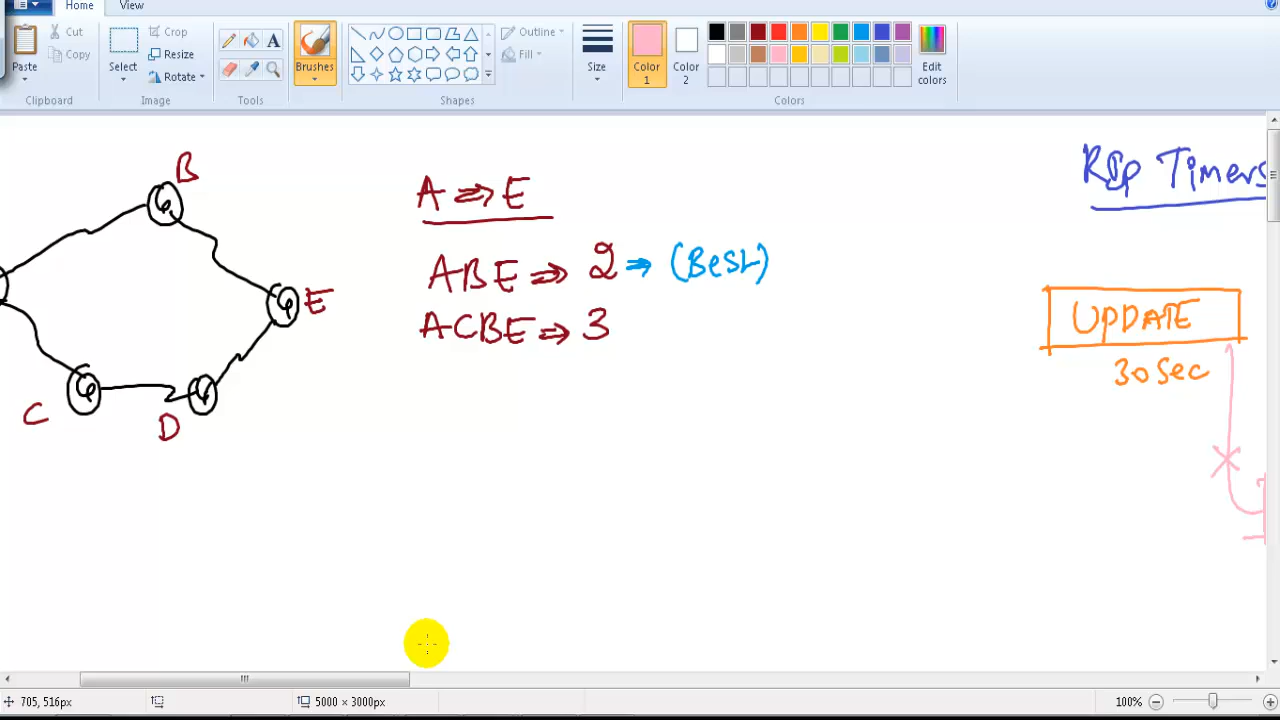 Home
View
Cut
Copy
Paste
Clipboard
Select
Crop
Resize
Rotate
Image
A
Tools
Brushes
Outline
Fill
Shapes
Size
Color 1
Color 2
Edit colors
Colors
B
E
C
D
A ⇒ E
ABE ⇒ 2 ⇒ (Best)
ACBE ⇒ 3
Rip Timers
UPDATE
30 Sec
705, 516px
5000 × 3000px
100%